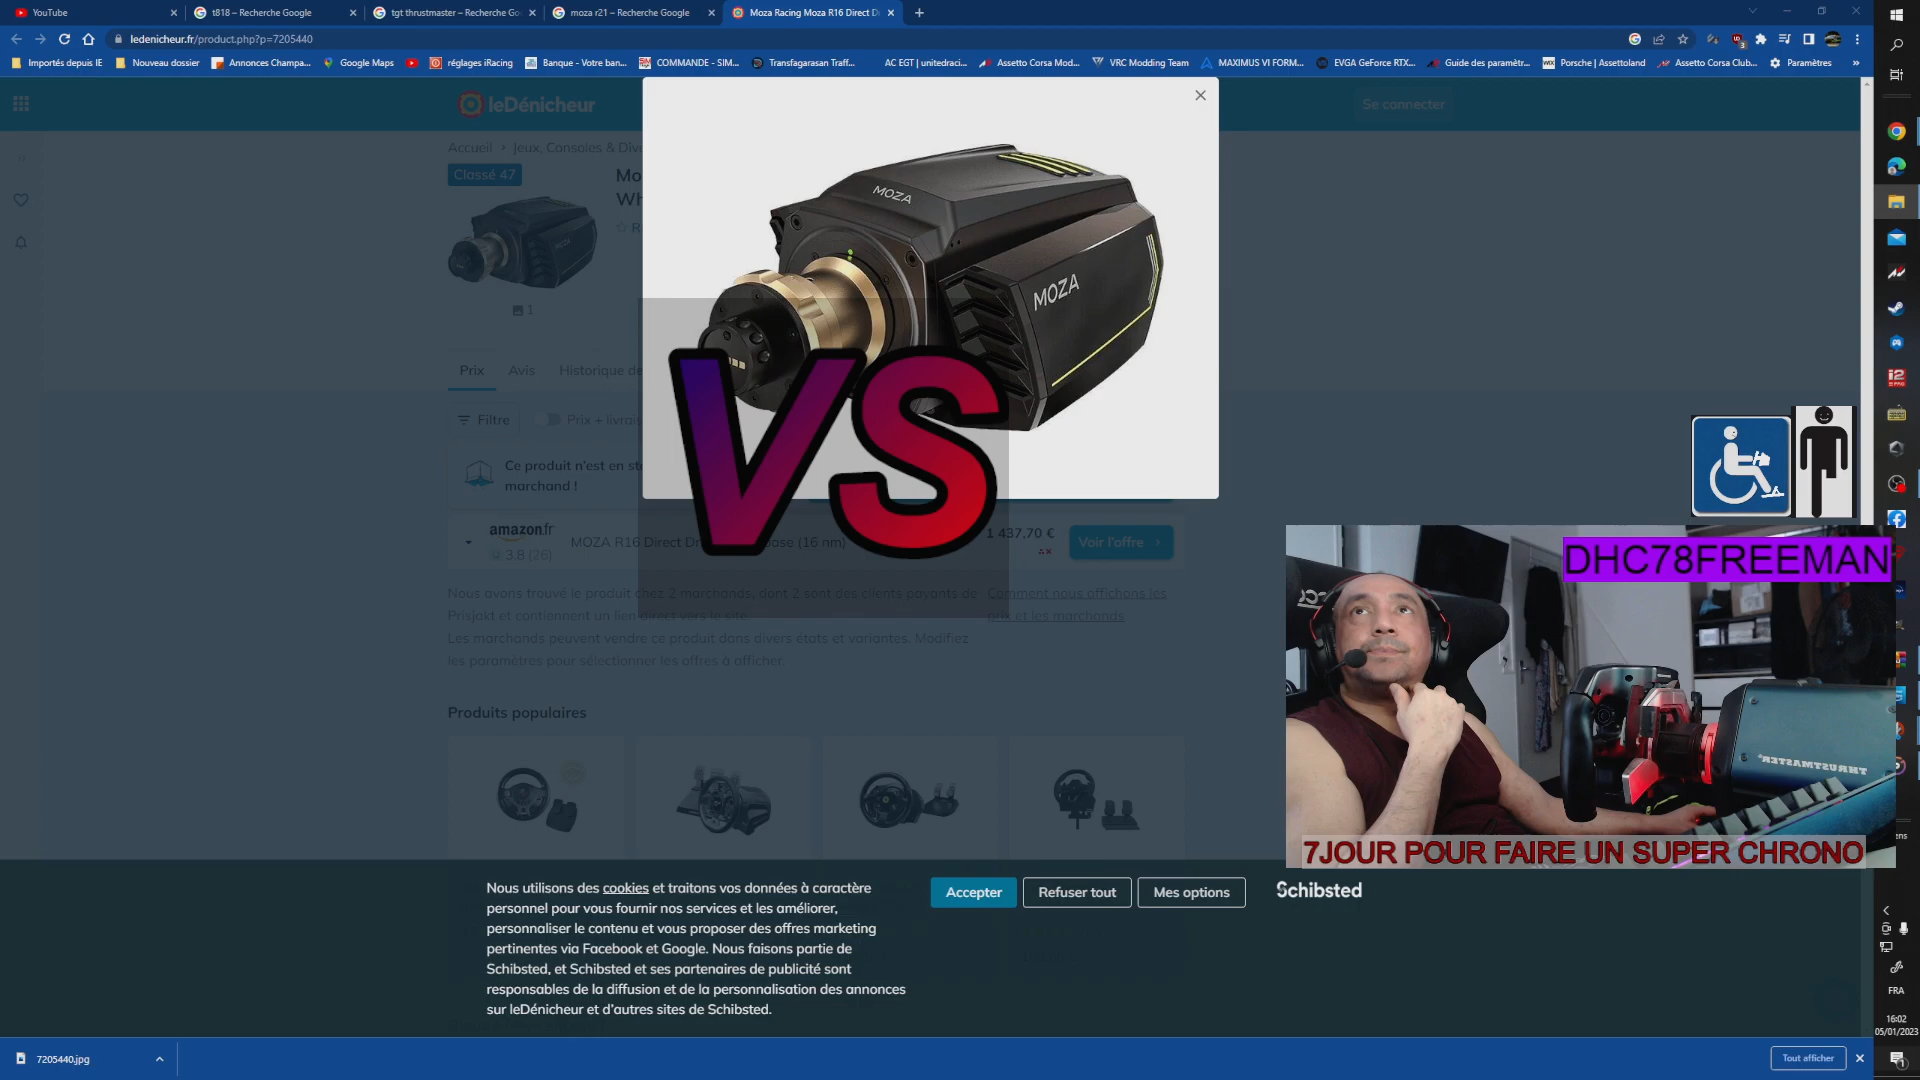 YouTube
t818 – Recherche Google
tgt thrustmaster – Recherche Go
moza r21 – Recherche Google
Moza Racing Moza R16 Direct D
ledenicheur.fr/product.php?p=7205440
Importés depuis IE
Nouveau dossier
Annonces Champa...
Google Maps
réglages iRacing
Banque - Votre ban...
COMMANDE - SIM...
Transfagarasan Traff...
AC EGT | unitedraci...
Assetto Corsa Mod...
VRC Modding Team
MAXIMUS VI FORM...
EVGA GeForce RTX...
Guide des paramètr...
Porsche | Assettoland
Assetto Corsa Club...
Paramètres
leDénicheur
Se connecter
Accueil > Jeux, Consoles & Div
Classé 47
Mo
Wh
R
MOZA
MOZA
MOZA
1
Prix
Avis
Historique de
Filtre
Prix + livrai
Ce produit n'est en st
marchand !
VS
amazon.fr
3.8 (26)
MOZA R16 Direct Dr
base (16 nm)
1 437,70 €
Voir l'offre
Nous avons trouvé le produit chez 2 marchands, dont 2 sont des clients payants de
Prisjakt et contiennent un lien direct vers le site.
Comment nous affichons les
prix et les marchands
Les marchands peuvent vendre ce produit dans divers états et variantes. Modifiez
les paramètres pour sélectionner les offres à afficher.
Produits populaires
DHC78FREEMAN
THRUSTMASTER
7JOUR POUR FAIRE UN SUPER CHRONO
Nous utilisons des cookies et traitons vos données à caractère
personnel pour vous fournir nos services et les améliorer,
personnaliser le contenu et vous proposer des offres marketing
pertinentes via Facebook et Google. Nous faisons partie de
Schibsted, et Schibsted et ses partenaires de publicité sont
responsables de la diffusion et de la personnalisation des annonces
sur leDénicheur et d'autres sites de Schibsted.
Accepter
Refuser tout
Mes options
Schibsted
FRA
16:02
05/01/2023
7205440.jpg
Tout afficher